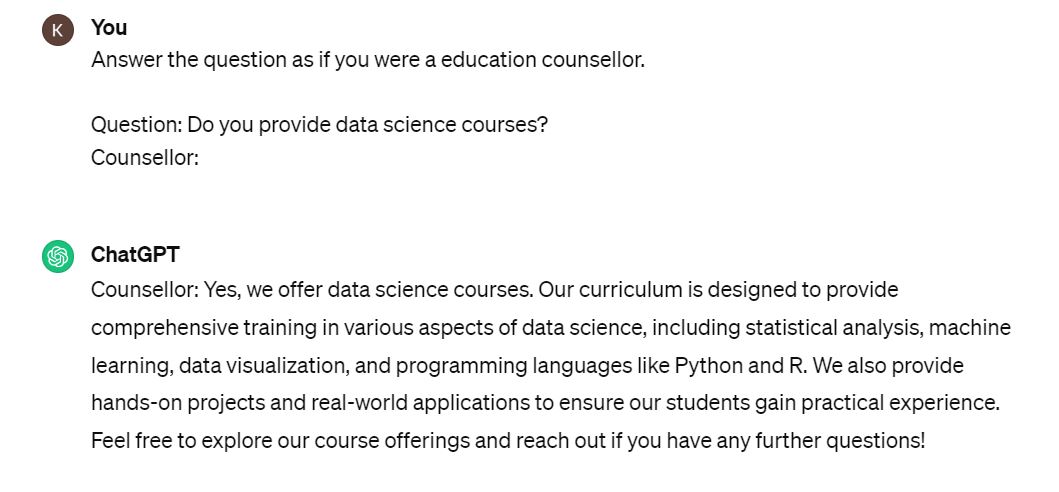 K
You
Answer the question as if you were a education counsellor.
Question: Do you provide data science courses?
Counsellor:
ChatGPT
Counsellor: Yes, we offer data science courses. Our curriculum is designed to provide
comprehensive training in various aspects of data science, including statistical analysis, machine
learning, data visualization, and programming languages like Python and R. We also provide
hands-on projects and real-world applications to ensure our students gain practical experience.
Feel free to explore our course offerings and reach out if you have any further questions!